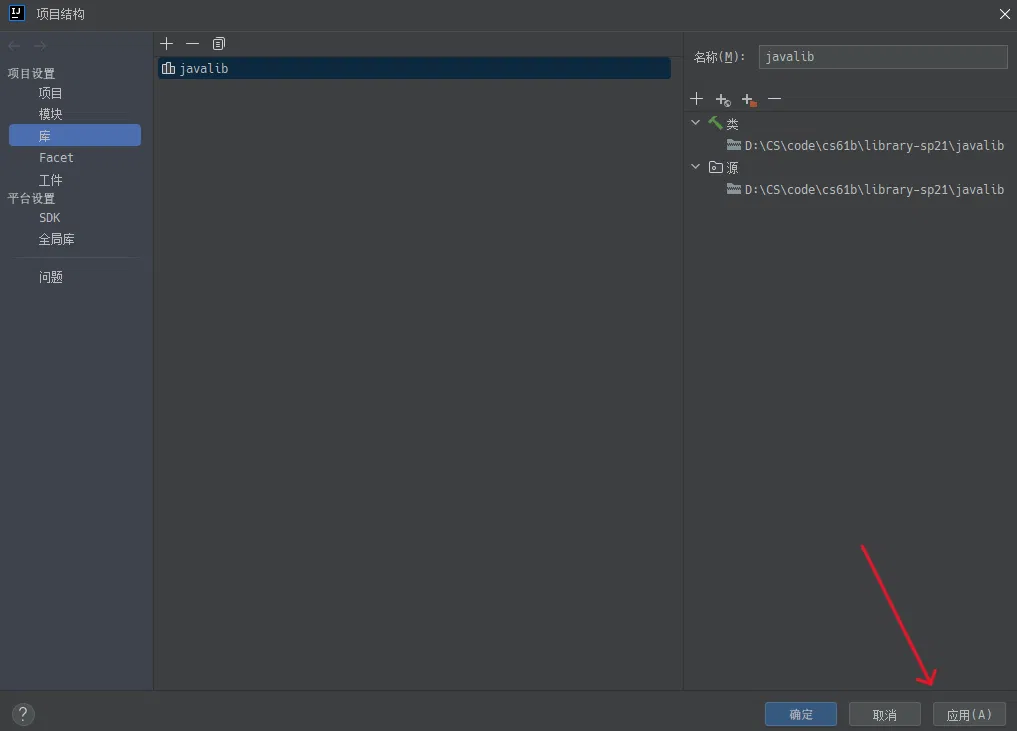 IJ 项目结构
项目设置
项目
模块
库
Facet
工件
平台设置
SDK
全局库
问题
javalib
名称(M): javalib
类
D:\CS\code\cs61b\library-sp21\javalib
源
D:\CS\code\cs61b\library-sp21\javalib
?
确定
取消
应用(A)